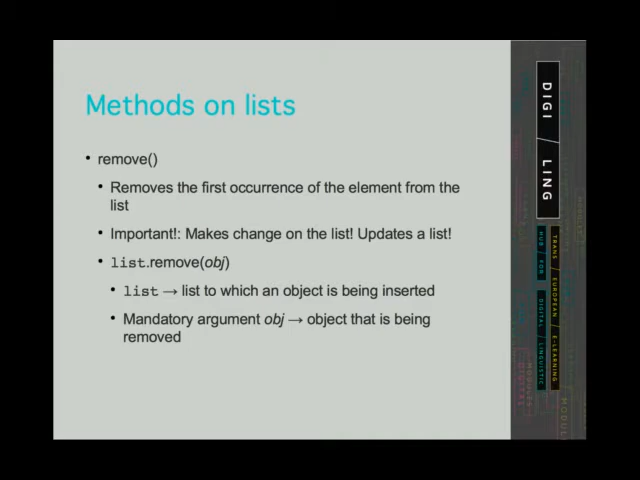 Methods on lists
• remove()
• Removes the first occurrence of the element from the
list
• Important!: Makes change on the list! Updates a list!
• list.remove(obj)
• list → list to which an object is being inserted
• Mandatory argument obj → object that is being
removed
DIGI / LING
HUB / FOR DIGITAL / LINGUISTIC
TRANS / EUROPEAN / E-LEARNING